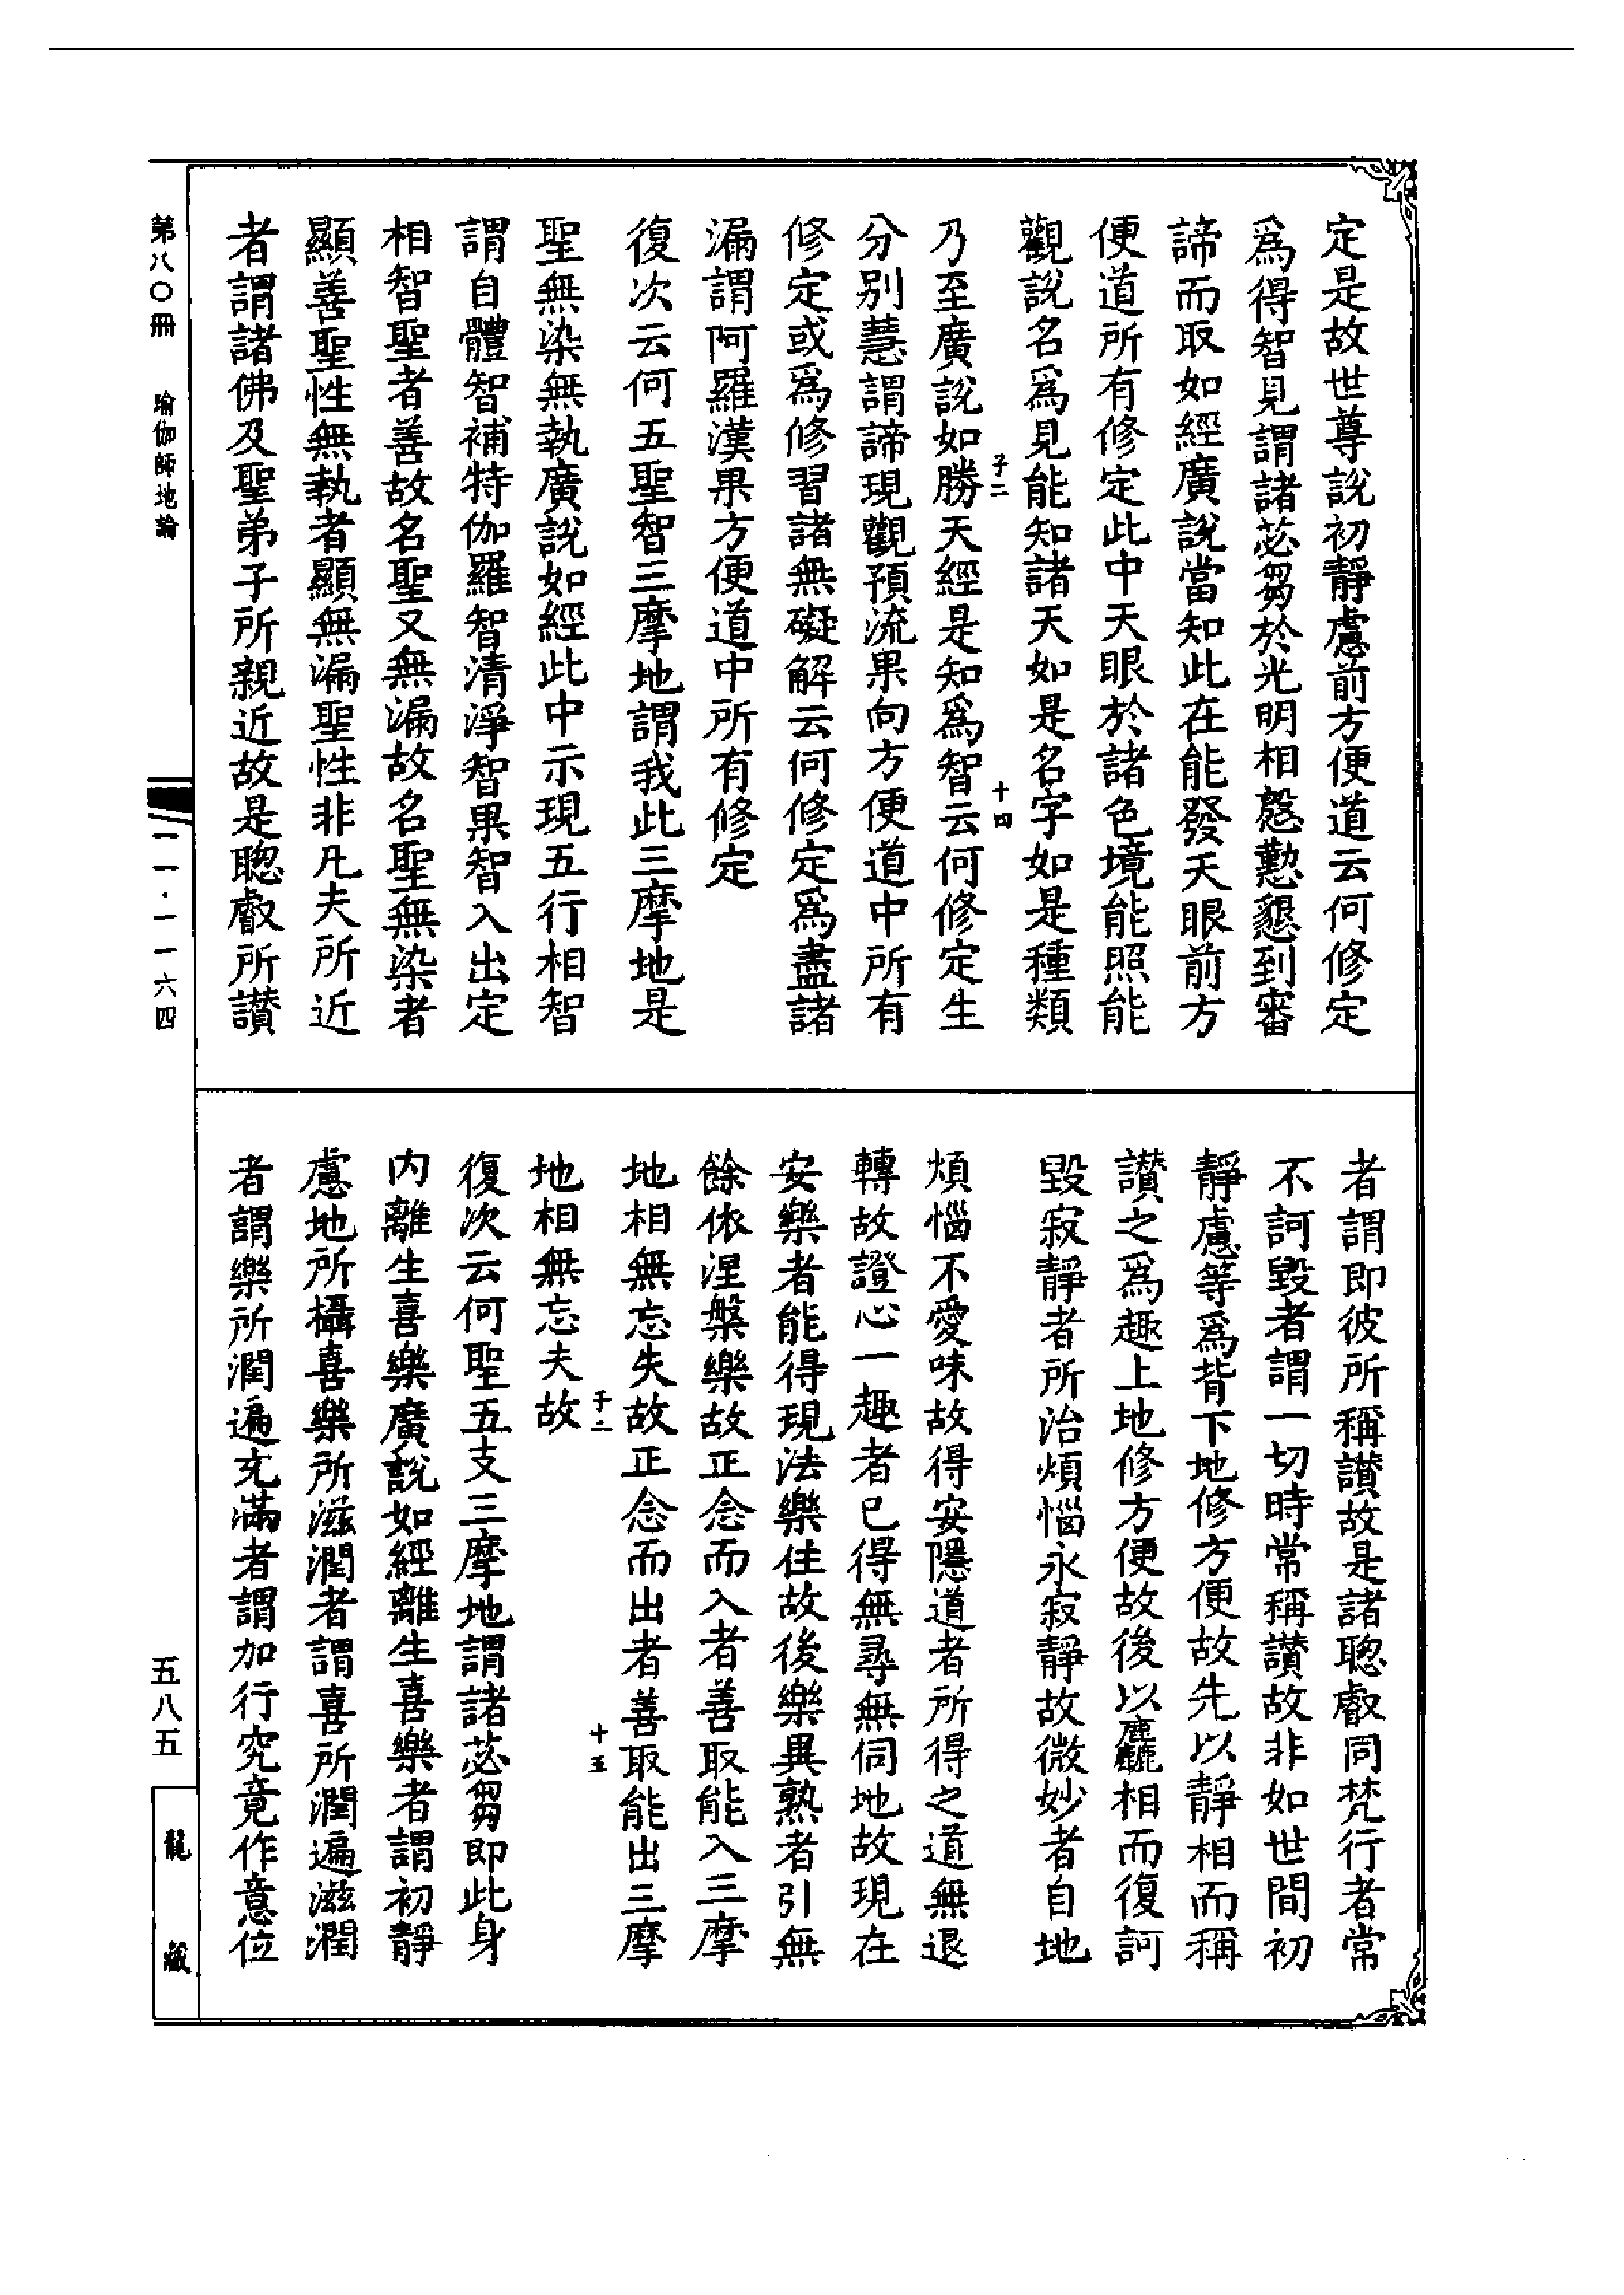 定是故世尊說初靜慮前方便道云何修定
爲得智見謂諸苾芻於光明相慇懃懇到審
諦而取如經廣說當知此在能發天眼前方
便道所有修定此中天眼於諸色境能照能
觀說名爲見能知諸天如是名字如是種類
子二 十四
乃至廣說如勝天經是知爲智云何修定生
分別慧謂諦現觀預流果向方便道中所有
修定或爲修習諸無礙解云何修定爲盡諸
漏謂阿羅漢果方便道中所有修定
復次云何五聖智三摩地謂我此三摩地是
聖無染無執廣說如經此中示現五行相智
謂自體智補特伽羅智清淨智果智入出定
相智聖者善故名聖又無漏故名聖無染者
顯善聖性無執者顯無漏聖性非凡夫所近
者謂諸佛及聖弟子所親近故是聰叡所讃
者謂即彼所稱讃故是諸聰叡同梵行者常
不訶毀者謂一切時常稱讃故非如世間初
靜慮等爲背下地修方便故先以靜相而稱
讃之爲趣上地修方便故後以麤相而復訶
毀寂靜者所治煩惱永寂靜故微妙者自地
煩惱不愛味故得安隱道者所得之道無退
轉故證心一趣者已得無尋無伺地故現在
安樂者能得現法樂住故後樂異熟者引無
餘依涅槃樂故正念而入者善取能入三摩
地相無忘失故正念而出者善取能出三摩
子二 十五
地相無忘夫故
復次云何聖五支三摩地謂諸苾芻即此身
内離生喜樂廣說如經離生喜樂者謂初靜
慮地所攝喜樂所滋潤者謂喜所潤遍滋潤
者謂樂所潤遍充滿者謂加行究竟作意位
第八〇冊 瑜伽師地論
一一·一一六四
五八五
龍藏